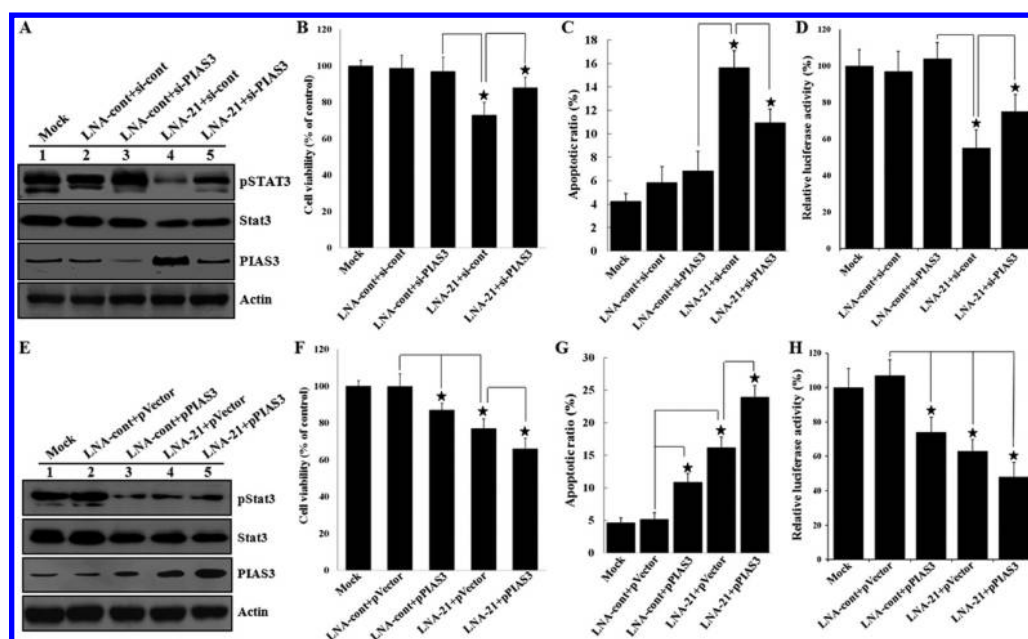 A
Mock
LNA-cont+si-cont
LNA-cont+si-PIAS3
LNA-21+si-cont
LNA-21+si-PIAS3
1 2 3 4 5
pSTAT3
Stat3
PIAS3
Actin
B
Cell viability (% of control)
120
100
80
60
40
20
0
Mock
LNA-cont+si-cont
LNA-cont+si-PIAS3
LNA-21+si-cont
LNA-21+si-PIAS3
C
Apoptotic ratio (%)
18
16
14
12
10
8
6
4
2
0
Mock
LNA-cont+si-cont
LNA-cont+si-PIAS3
LNA-21+si-cont
LNA-21+si-PIAS3
D
Relative luciferase activity (%)
120
100
80
60
40
20
0
Mock
LNA-cont+si-cont
LNA-cont+si-PIAS3
LNA-21+si-cont
LNA-21+si-PIAS3
E
Mock
LNA-cont+pVector
LNA-cont+pPIAS3
LNA-21+pVector
LNA-21+pPIAS3
1 2 3 4 5
pStat3
Stat3
PIAS3
Actin
F
Cell viability (% of control)
120
100
80
60
40
20
0
Mock
LNA-cont+pVector
LNA-cont+pPIAS3
LNA-21+pVector
LNA-21+pPIAS3
G
Apoptotic ratio (%)
30
25
20
15
10
5
0
Mock
LNA-cont+pVector
LNA-cont+pPIAS3
LNA-21+pVector
LNA-21+pPIAS3
H
Relative luciferase activity (%)
120
100
80
60
40
20
0
Mock
LNA-cont+pVector
LNA-cont+pPIAS3
LNA-21+pVector
LNA-21+pPIAS3